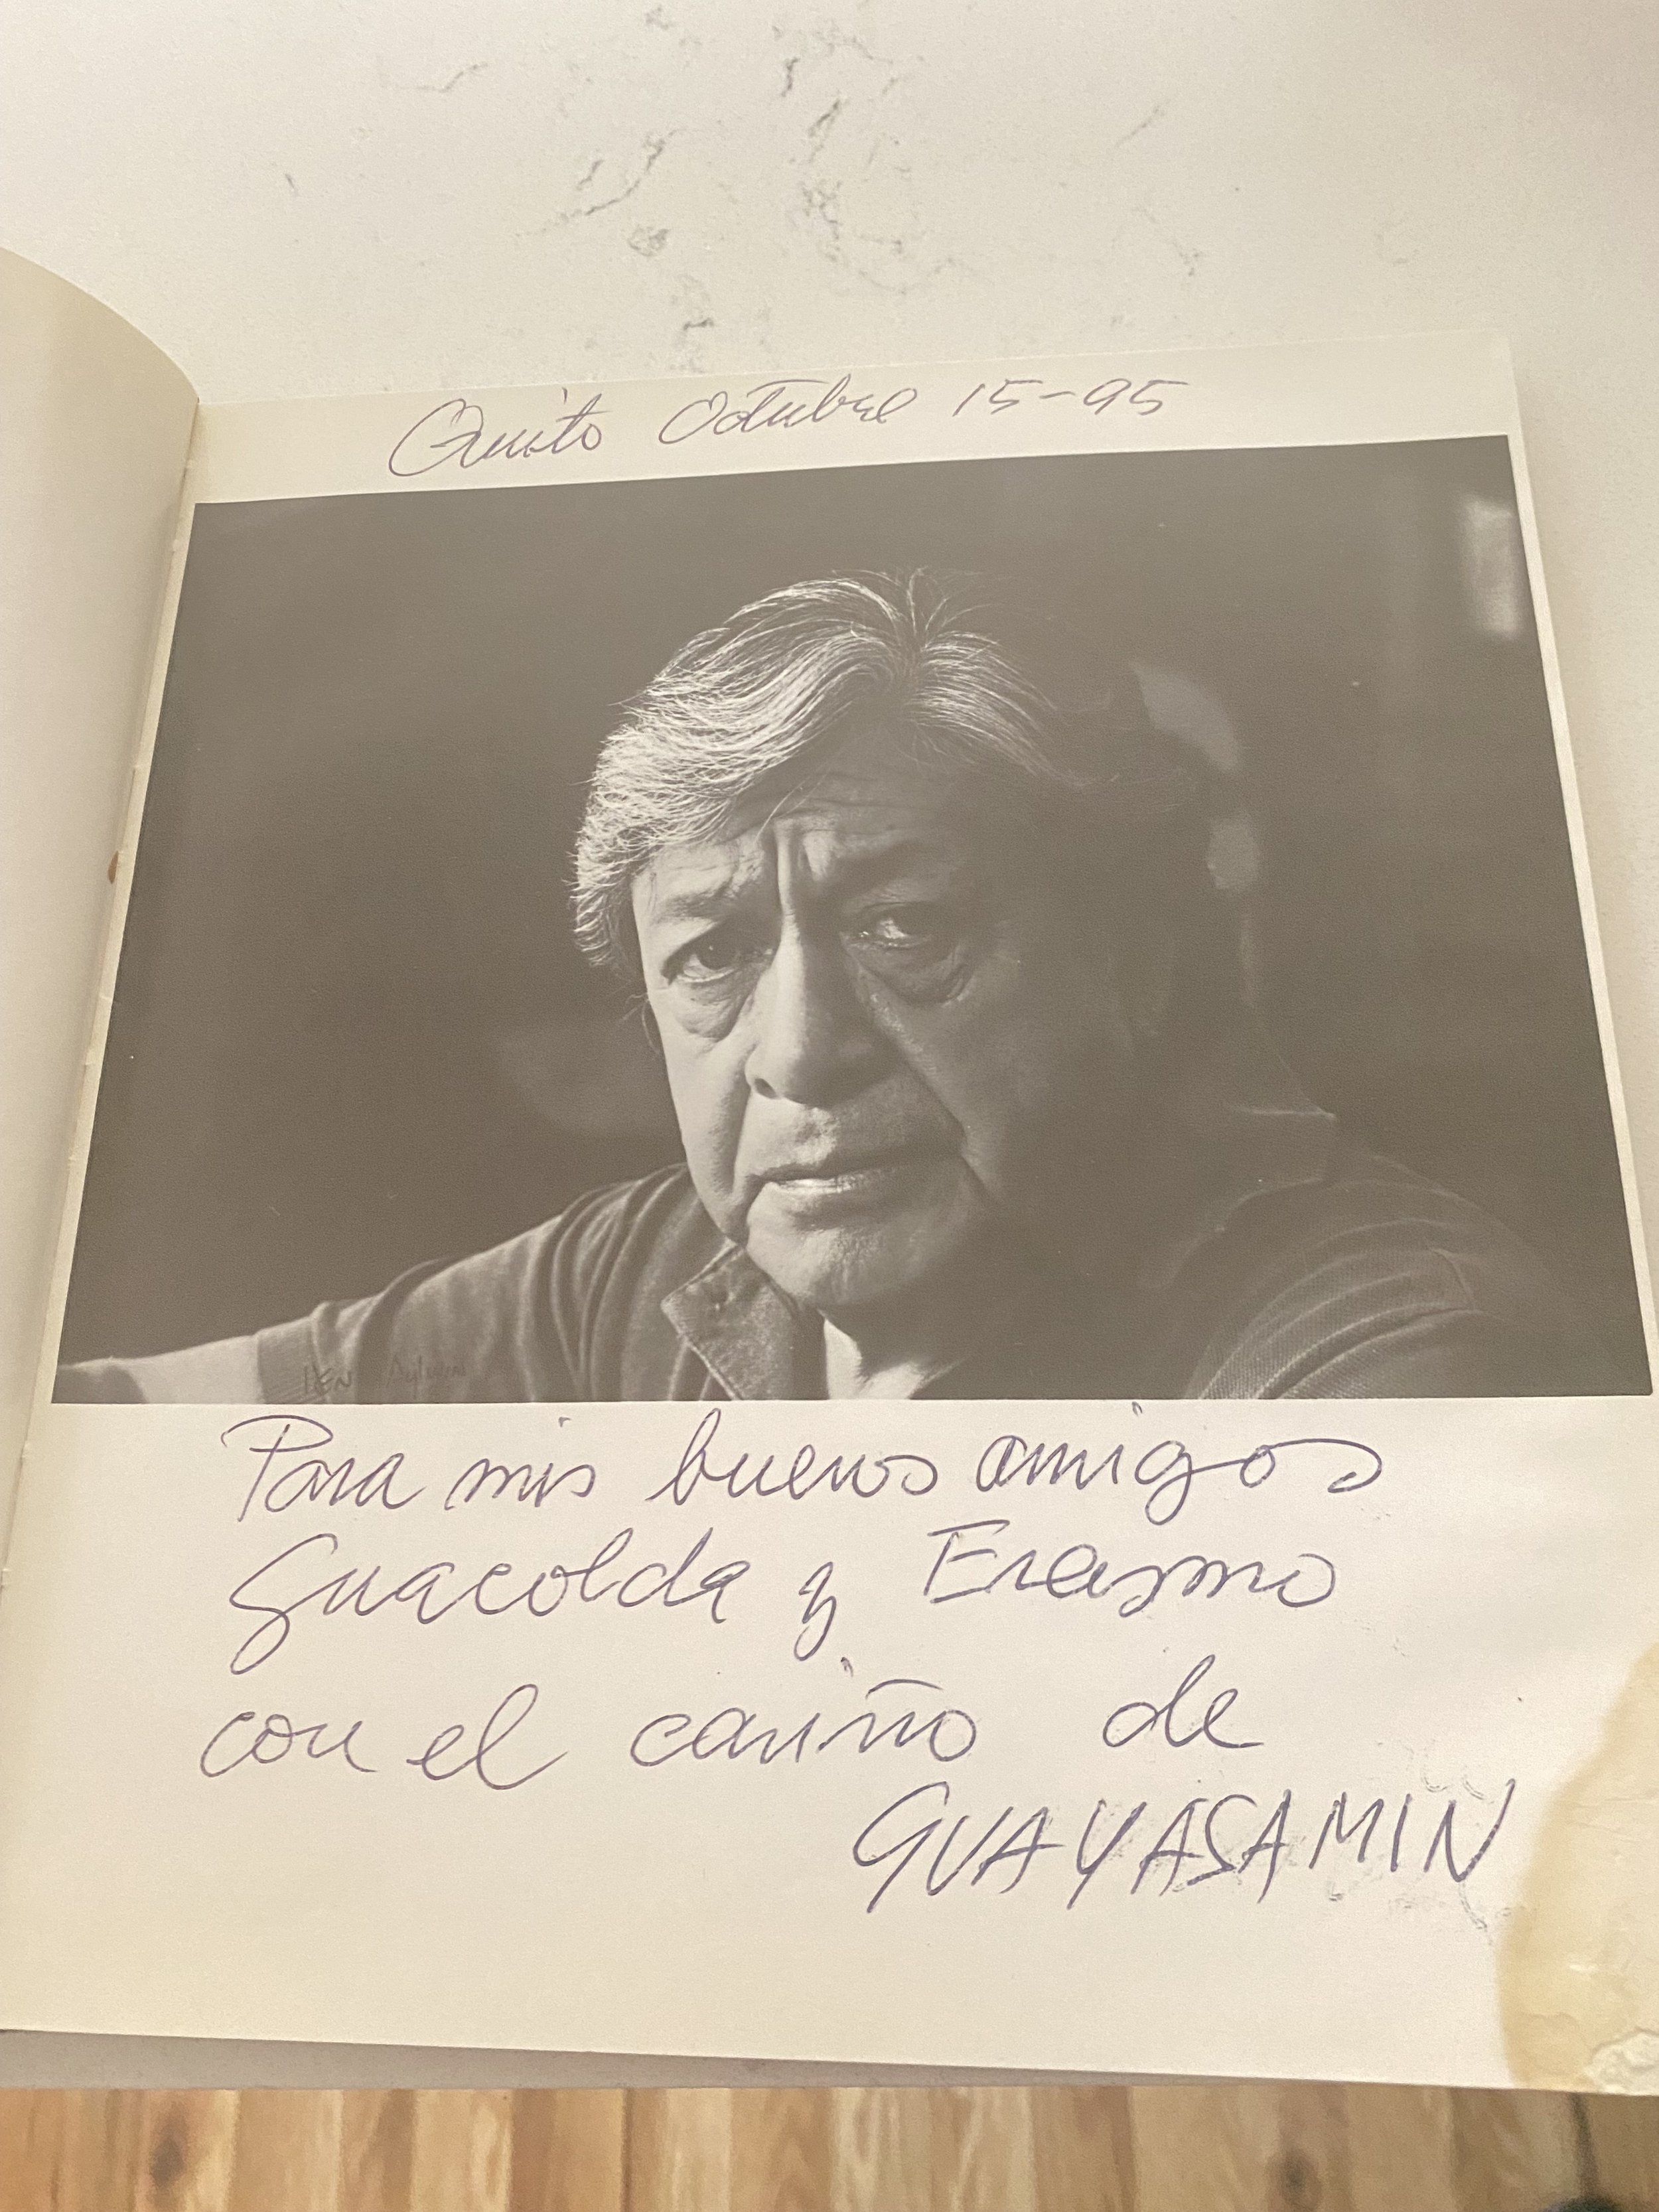 Quito Octubre 15-95
Para mis buenos amigos
Guacolda y Erasmo
con el cariño de
GUAYASAMIN